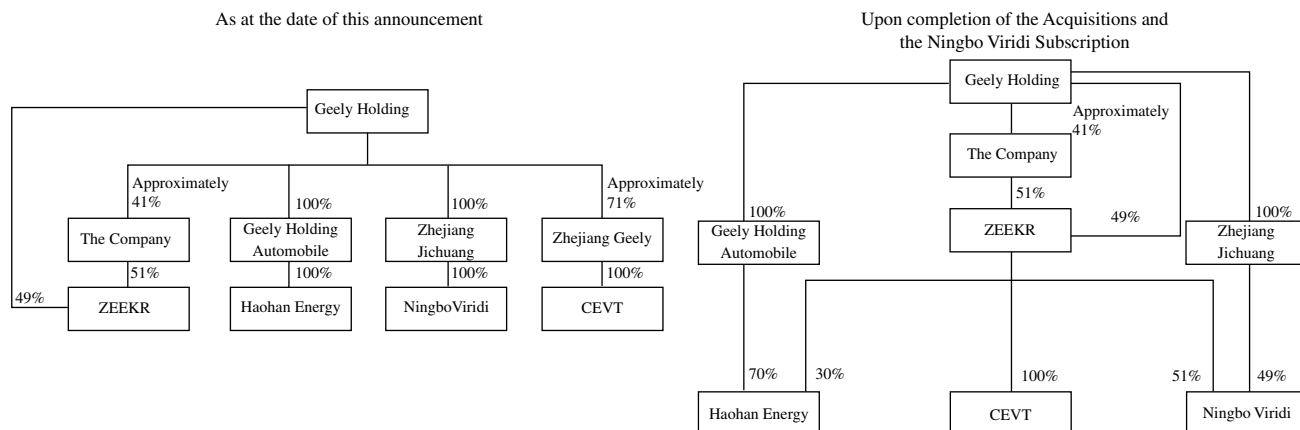 As at the date of this announcement
Geely Holding
Approximately
41%
100%
100%
Approximately
71%
The Company
Geely Holding
Automobile
Zhejiang
Jichuang
Zhejiang Geely
51%
100%
100%
100%
49%
ZEEKR
Haohan Energy
NingboViridi
CEVT
Upon completion of the Acquisitions and
the Ningbo Viridi Subscription
Geely Holding
Approximately
41%
The Company
51%
100%
Geely Holding
Automobile
ZEEKR
49%
100%
Zhejiang
Jichuang
70%
30%
100%
51%
49%
Haohan Energy
CEVT
Ningbo Viridi